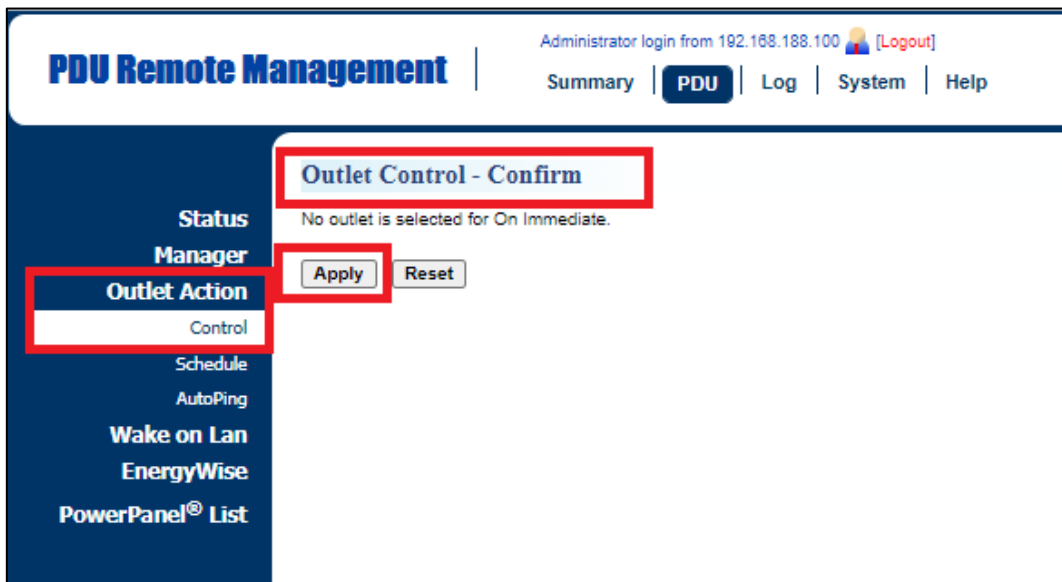 Administrator login from 192.168.188.100 [Logout]
PDU Remote Management
Summary PDU Log System Help
Outlet Control - Confirm
No outlet is selected for On Immediate.
Apply Reset
Status
Manager
Outlet Action
Control
Schedule
AutoPing
Wake on Lan
EnergyWise
PowerPanel® List